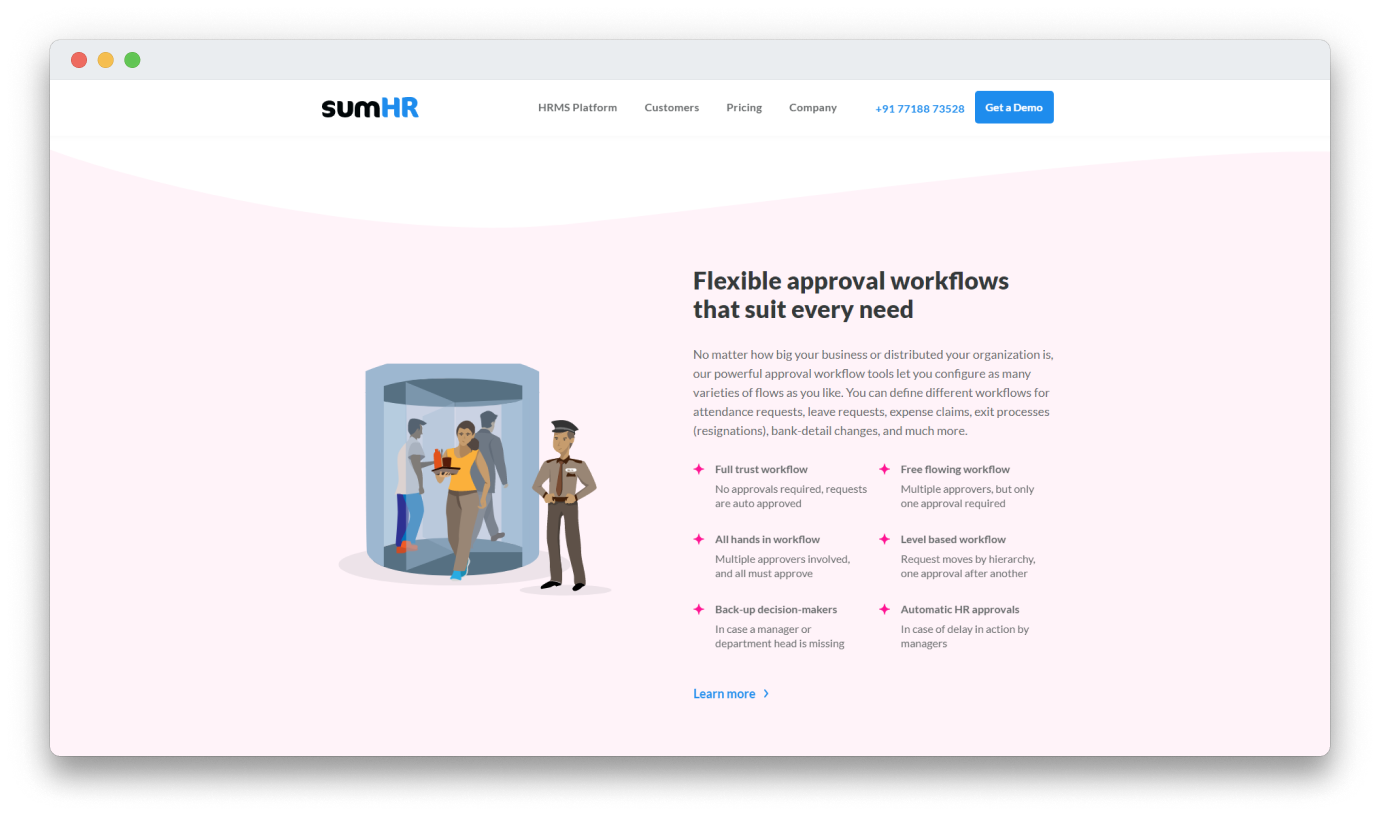 sumHR
HRMS Platform
Customers
Pricing
Company
+91 77188 73528
Get a Demo
Flexible approval workflows
that suit every need
No matter how big your business or distributed your organization is,
our powerful approval workflow tools let you configure as many
varieties of flows as you like. You can define different workflows for
attendance requests, leave requests, expense claims, exit processes
(resignations), bank-detail changes, and much more.
Full trust workflow
No approvals required, requests
are auto approved
Free flowing workflow
Multiple approvers, but only
one approval required
All hands in workflow
Multiple approvers involved,
and all must approve
Level based workflow
Request moves by hierarchy,
one approval after another
Back-up decision-makers
In case a manager or
department head is missing
Automatic HR approvals
In case of delay in action by
managers
Learn more